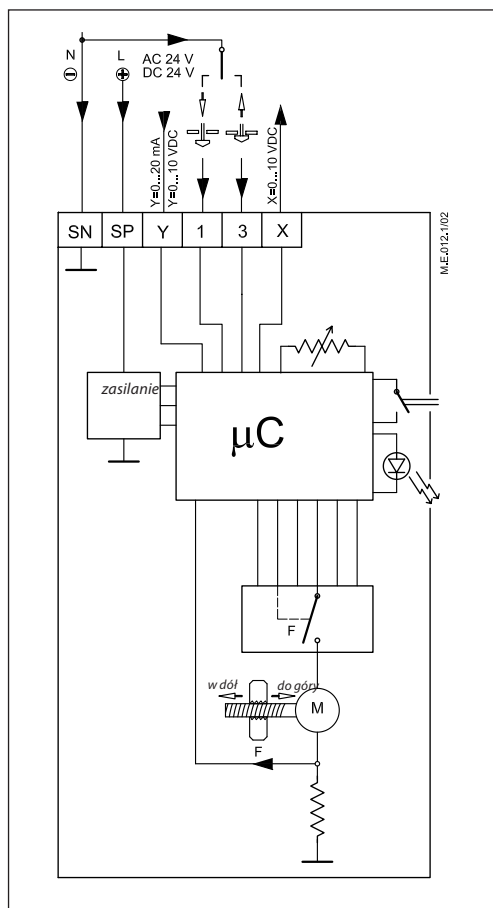 N L AC 24 V
DC 24 V
Y=0...20 mA
Y=0...10 VDC
X=0...10 VDC
SN SP Y 1 3 X
M.E.012.1/02
zasilanie
μC
F
w dół do góry
M
F